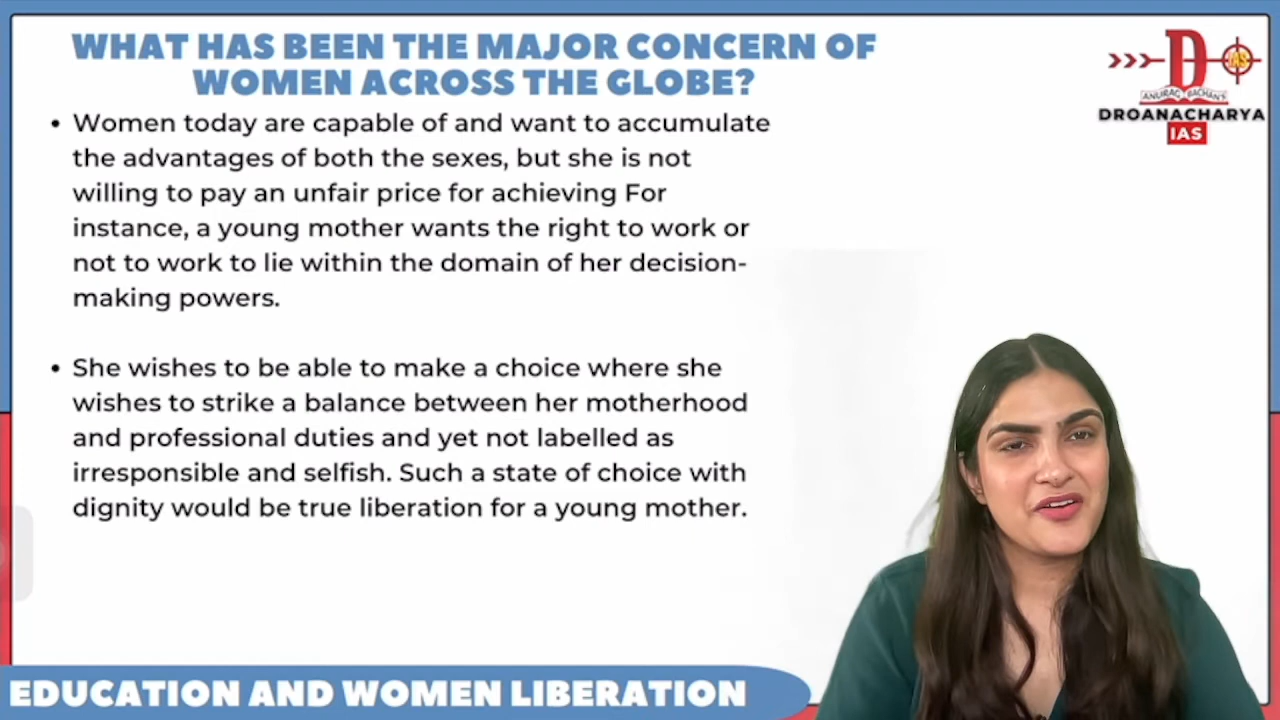 WHAT HAS BEEN THE MAJOR CONCERN OF
WOMEN ACROSS THE GLOBE?
• Women today are capable of and want to accumulate
the advantages of both the sexes, but she is not
willing to pay an unfair price for achieving For
instance, a young mother wants the right to work or
not to work to lie within the domain of her decision-
making powers.
• She wishes to be able to make a choice where she
wishes to strike a balance between her motherhood
and professional duties and yet not labelled as
irresponsible and selfish. Such a state of choice with
dignity would be true liberation for a young mother.
D IAS
ANURAG BACHAN'S
DROANACHARYA
IAS
EDUCATION AND WOMEN LIBERATION